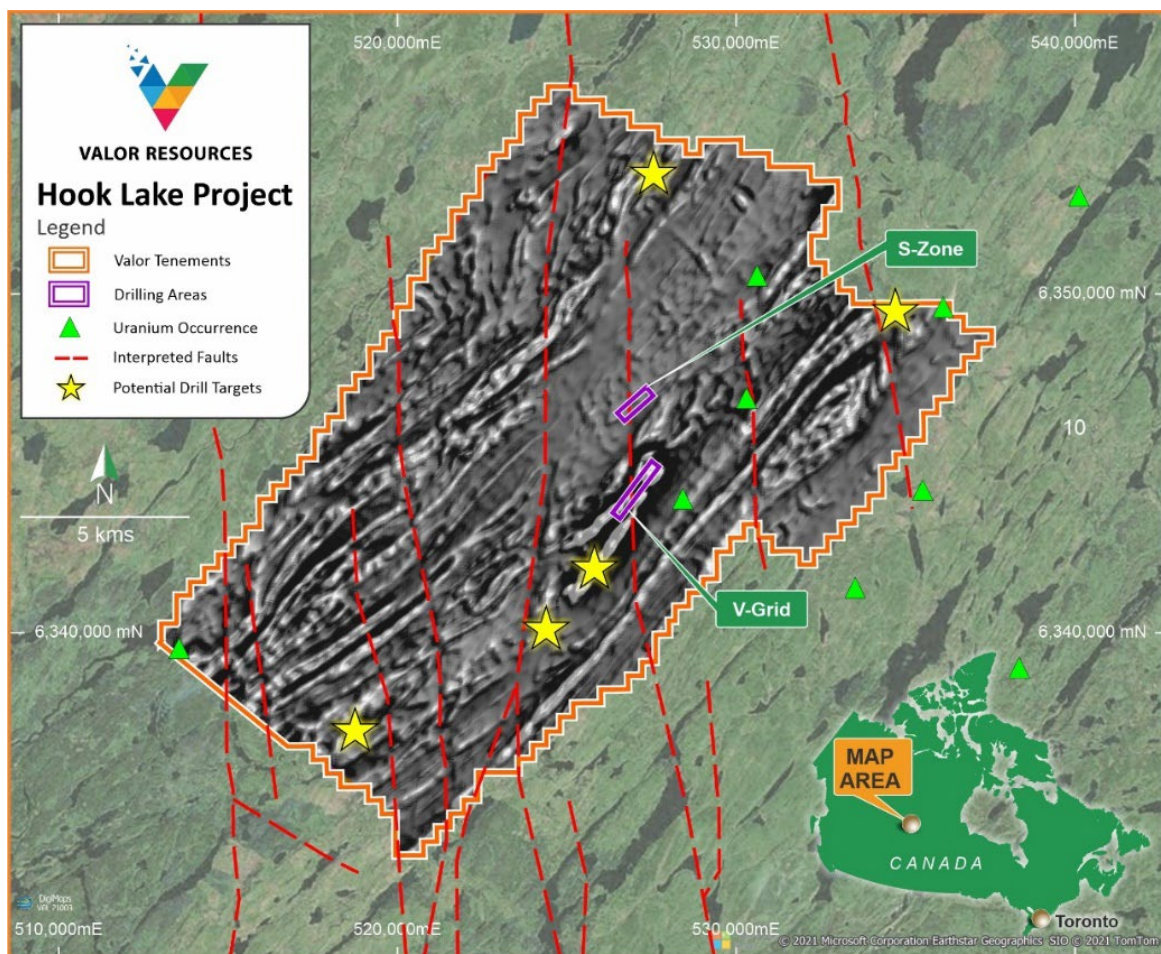 520,000mE
530,000mE
540,000mE
VALOR RESOURCES
Hook Lake Project
Legend
Valor Tenements
Drilling Areas
Uranium Occurrence
Interpreted Faults
Potential Drill Targets
S-Zone
6,350,000 mN
10
N
5 kms
V-Grid
6,340,000 mN
6,340,000 mN
MAP
AREA
CANADA
DigiMaps
VAL 21003
510,000mE
520,000mE
530,000mE
Toronto
© 2021 Microsoft Corporation Earthstar Geographics SIO © 2021 TomTom